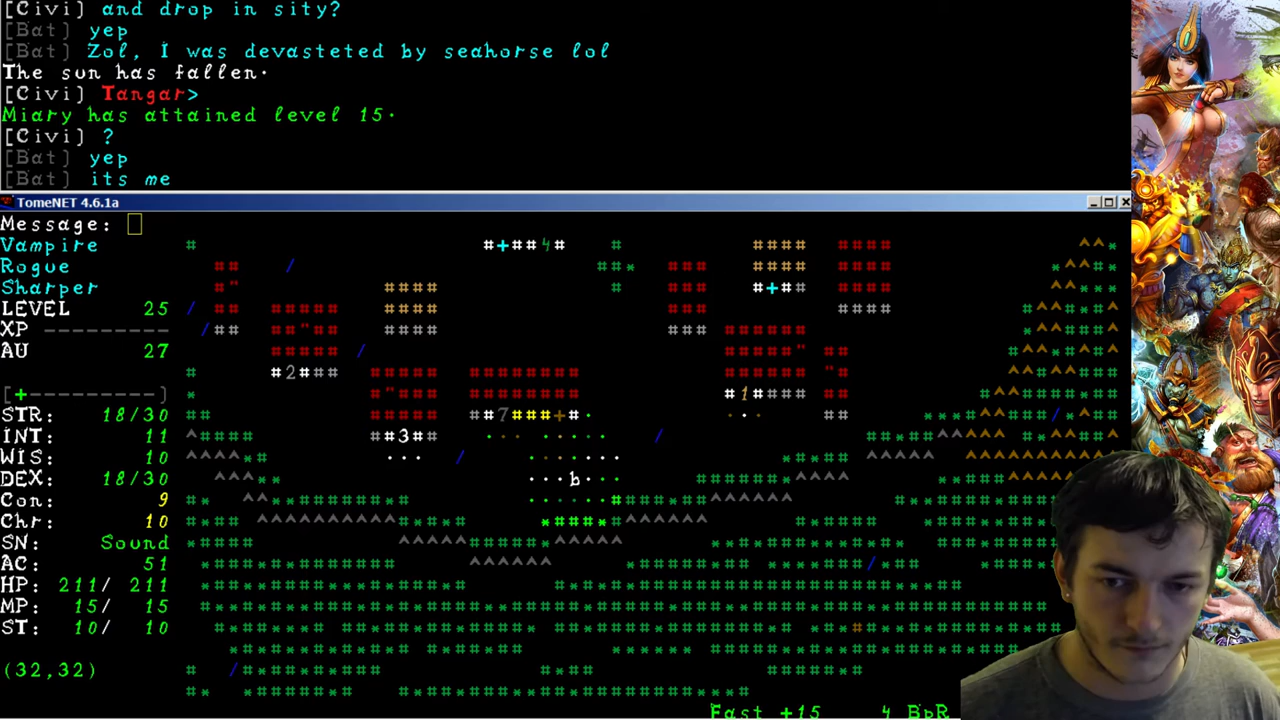 [Civi] and drop in sity?
[Bat] yep
[Bat] Zol, I was devasteted by seahorse lol
The sun has fallen.
[Civi] Tangar>
Miary has attained level 15.
[Civi] ?
[Bat] yep
[Bat] its me
TomeNET 4.6.1a
Message:
Vampire
Rogue
Sharper
LEVEL 25
XP ---------
AU 27
[+----------]
STR: 18/30
INT: 11
WIS: 10
DEX: 18/30
Con: 9
Chr: 10
SN: Sound
AC: 51
HP: 211/ 211
MP: 15/ 15
ST: 10/ 10
(32,32)
Fast +15 4 BpR